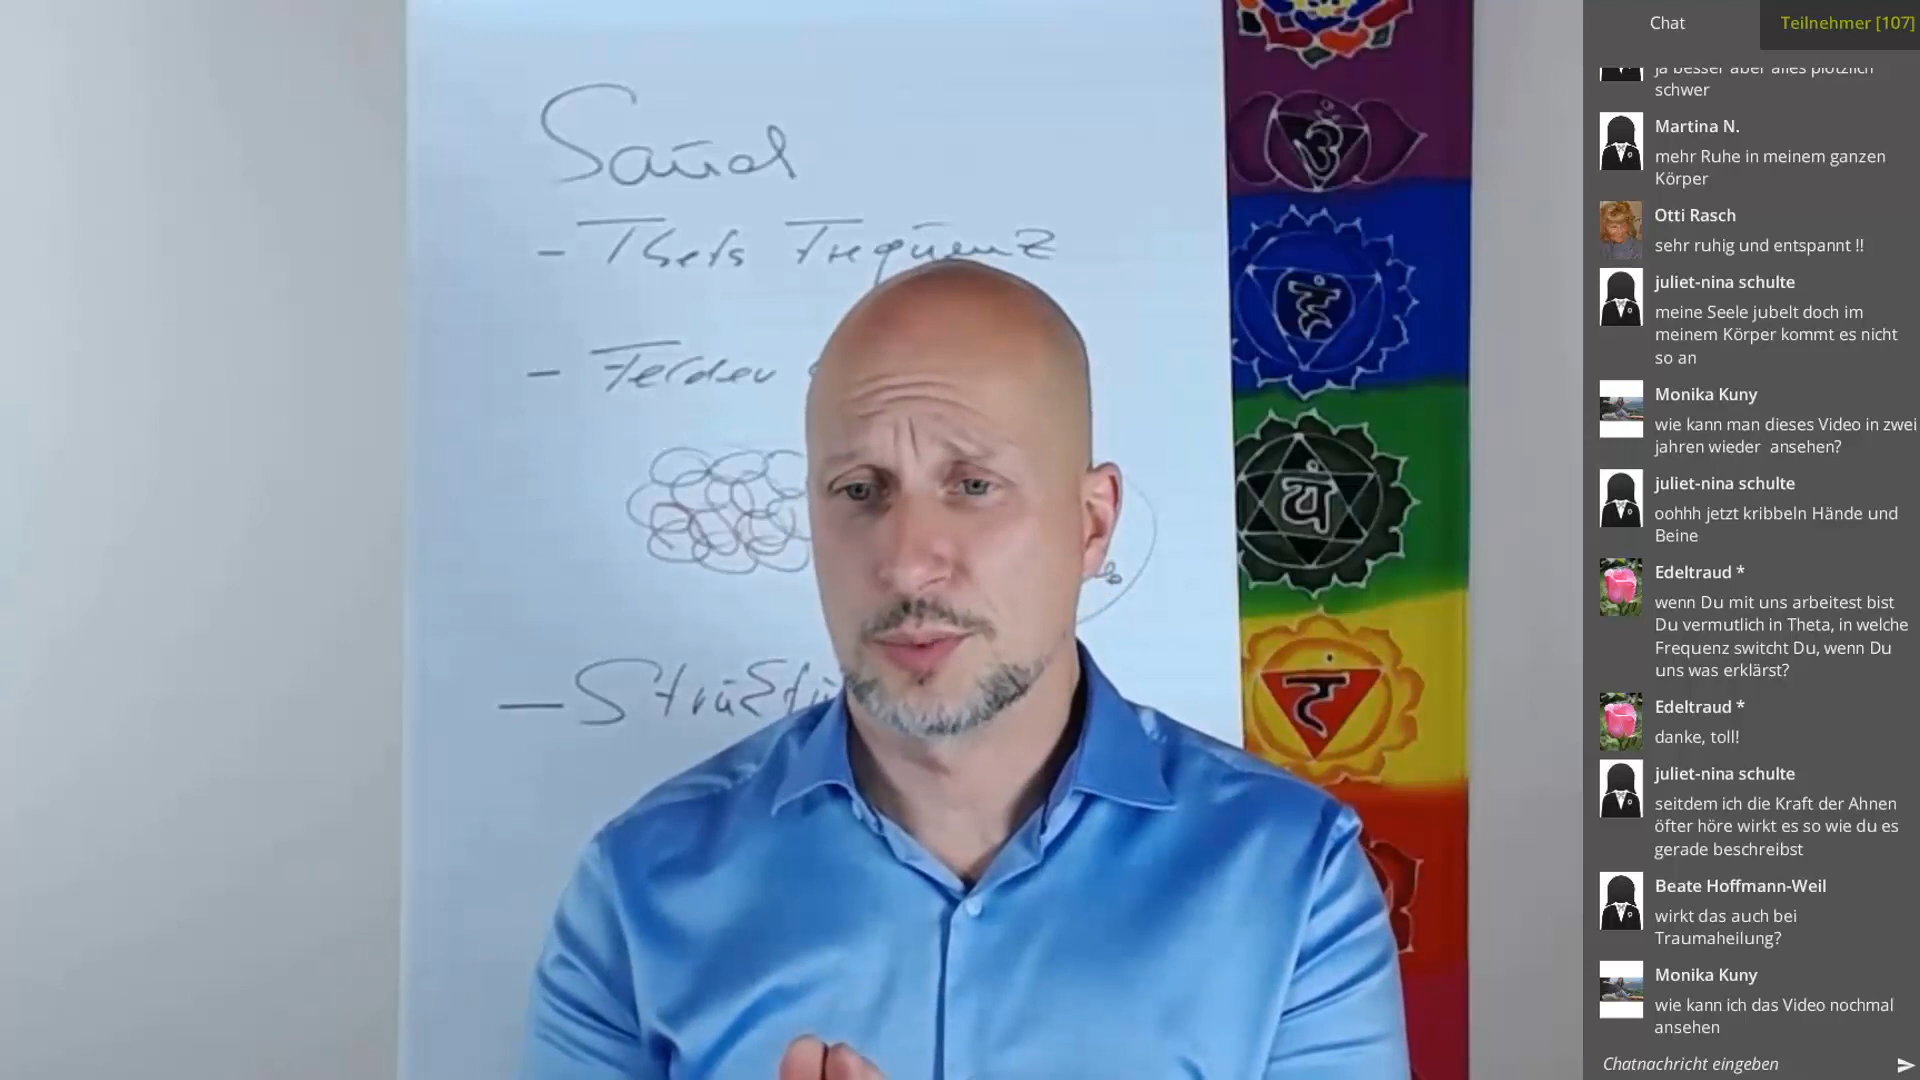 Chat
Teilnehmer [107]
ja besser aber alles plötzlich
schwer
Martina N.
mehr Ruhe in meinem ganzen
Körper
Otti Rasch
sehr ruhig und entspannt !!
juliet-nina schulte
meine Seele jubelt doch im
meinem Körper kommt es nicht
so an
Monika Kuny
wie kann man dieses Video in zwei
jahren wieder ansehen?
juliet-nina schulte
oohhh jetzt kribbeln Hände und
Beine
Edeltraud *
wenn Du mit uns arbeitest bist
Du vermutlich in Theta, in welche
Frequenz switcht Du, wenn Du
uns was erklärst?
Edeltraud *
danke, toll!
juliet-nina schulte
seitdem ich die Kraft der Ahnen
öfter höre wirkt es so wie du es
gerade beschreibst
Beate Hoffmann-Weil
wirkt das auch bei
Traumaheilung?
Monika Kuny
wie kann ich das Video nochmal
ansehen
Chatnachricht eingeben
Sound
- Theta Frequenz
- Felder
ॐ
हं
यं
रं